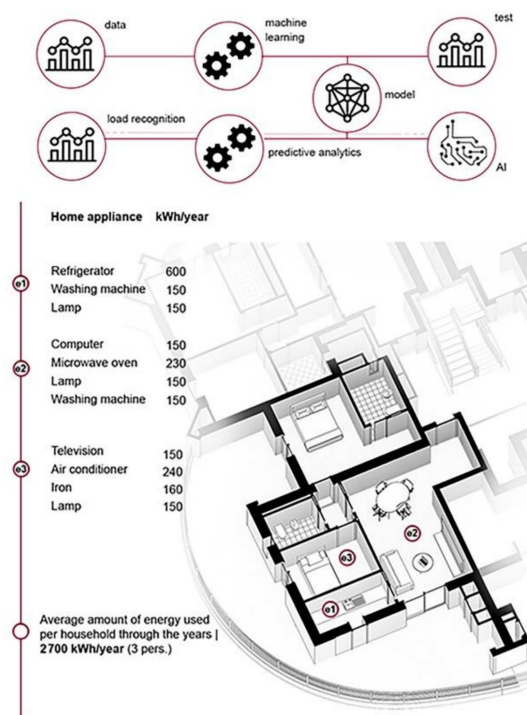 data
machine
learning
test
model
load recognition
predictive analytics
AI
Home appliance kWh/year
e1
Refrigerator 600
Washing machine 150
Lamp 150
e2
Computer 150
Microwave oven 230
Lamp 150
Washing machine 150
e3
Television 150
Air conditioner 240
Iron 160
Lamp 150
e2
e3
e1
Average amount of energy used
per household through the years |
2700 kWh/year (3 pers.)